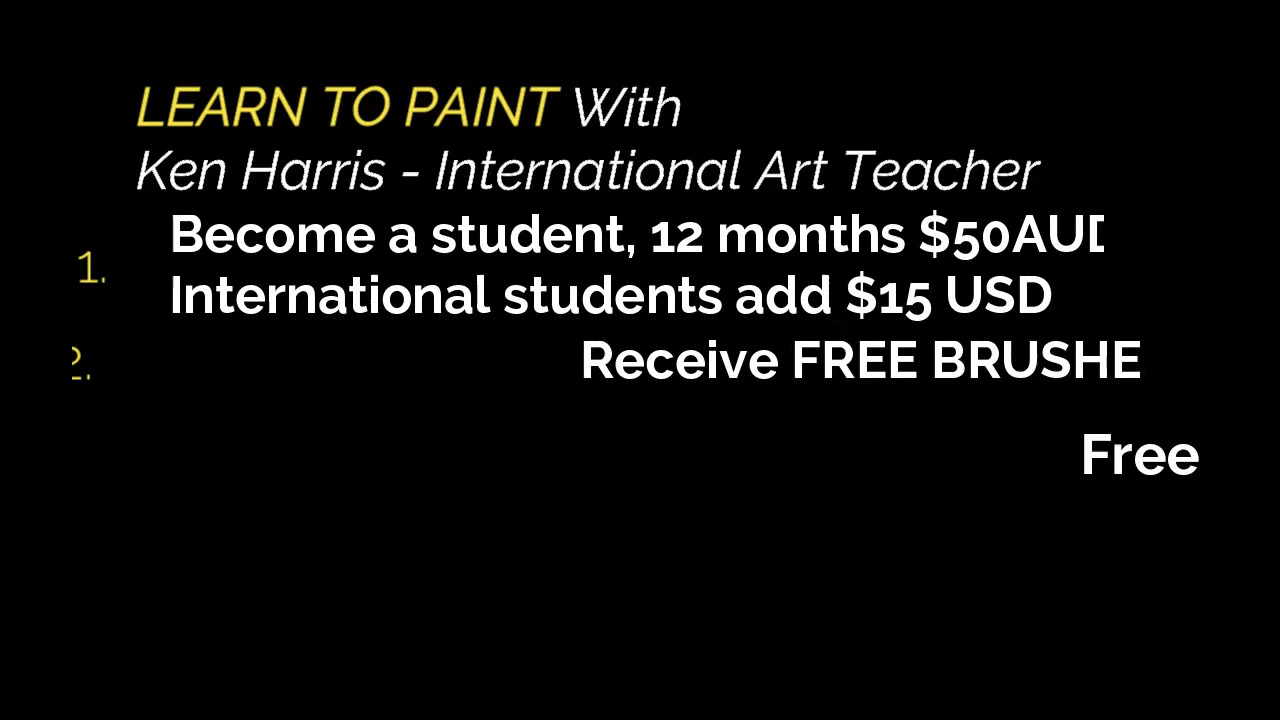 LEARN TO PAINT With
Ken Harris - International Art Teacher
1. Become a student, 12 months $50AUD
International students add $15 USD
2. Receive FREE BRUSHE
Free